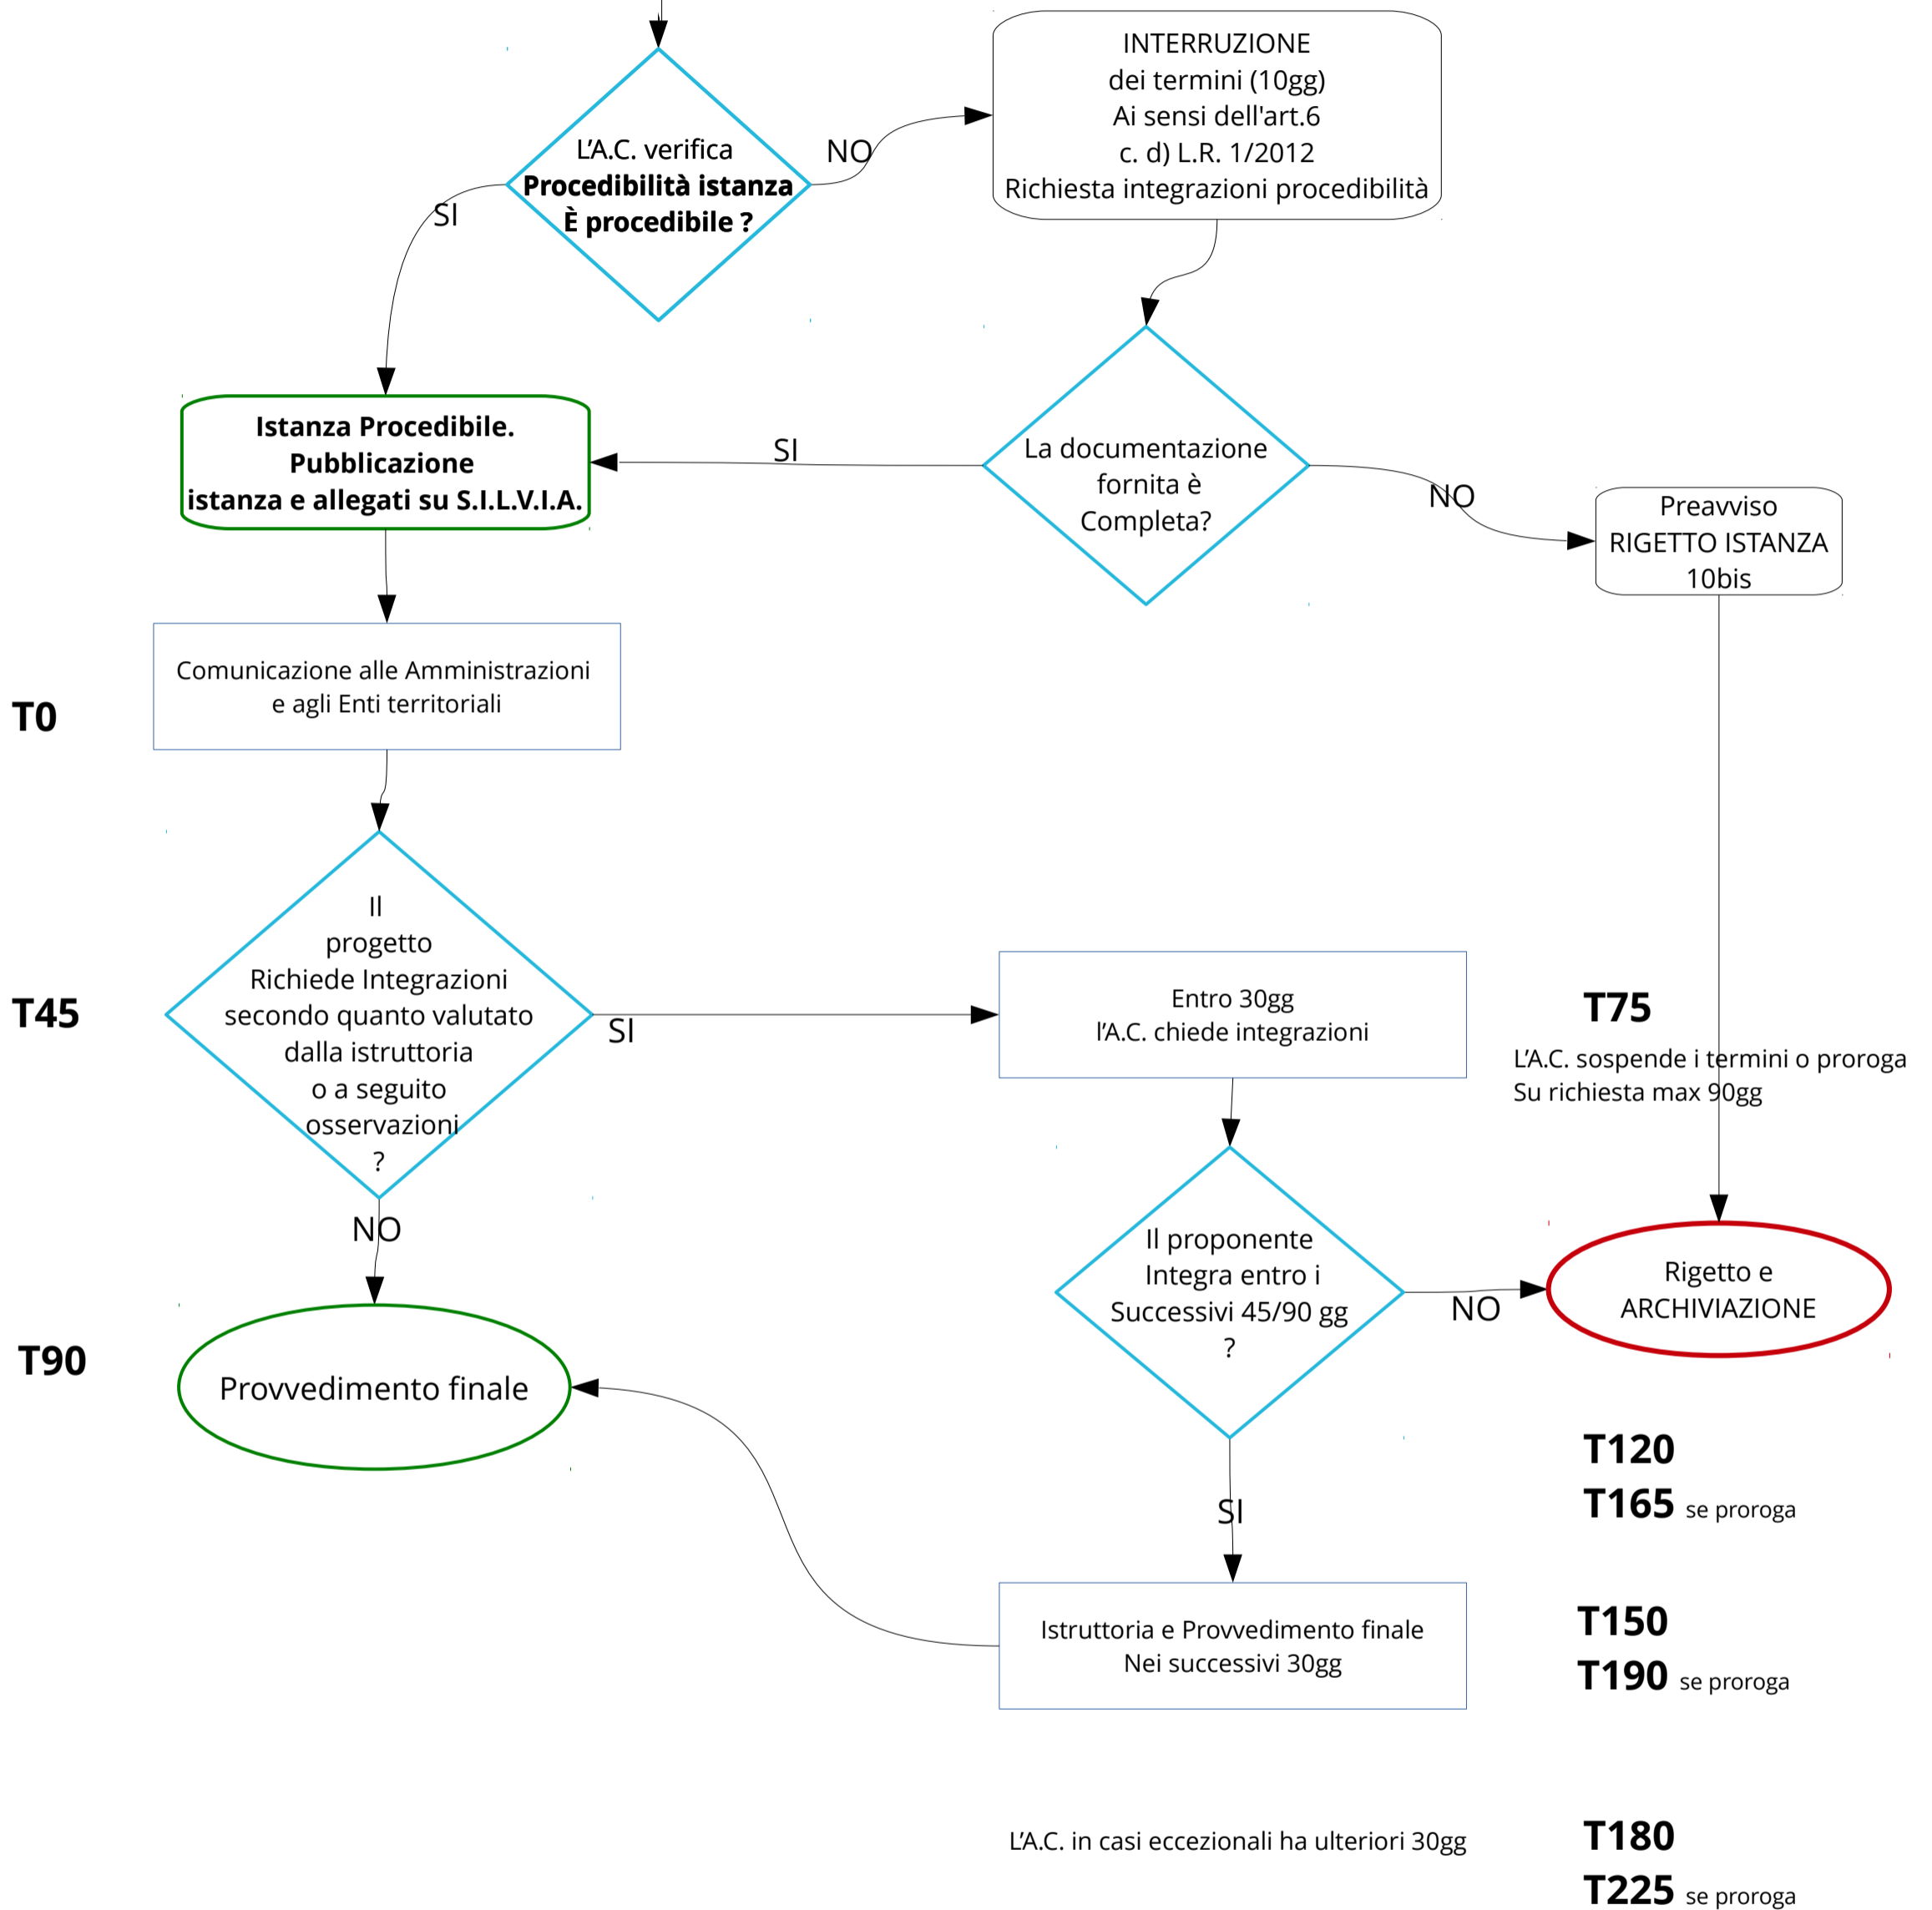 INTERRUZIONE
dei termini (10gg)
Ai sensi dell'art.6
c. d) L.R. 1/2012
Richiesta integrazioni procedibilità
L’A.C. verifica
Procedibilità istanza
È procedibile ?
NO
SI
Istanza Procedibile.
Pubblicazione
istanza e allegati su S.I.L.V.I.A.
SI
La documentazione
fornita è
Completa?
NO
Preavviso
RIGETTO ISTANZA
10bis
Comunicazione alle Amministrazioni
e agli Enti territoriali
T0
Il
progetto
Richiede Integrazioni
secondo quanto valutato
dalla istruttoria
o a seguito
osservazioni
?
T45
SI
Entro 30gg
l’A.C. chiede integrazioni
T75
L’A.C. sospende i termini o proroga
Su richiesta max 90gg
NO
Il proponente
Integra entro i
Successivi 45/90 gg
?
NO
Rigetto e
ARCHIVIAZIONE
T90
Provvedimento finale
T120
T165 se proroga
SI
Istruttoria e Provvedimento finale
Nei successivi 30gg
T150
T190 se proroga
L’A.C. in casi eccezionali ha ulteriori 30gg
T180
T225 se proroga